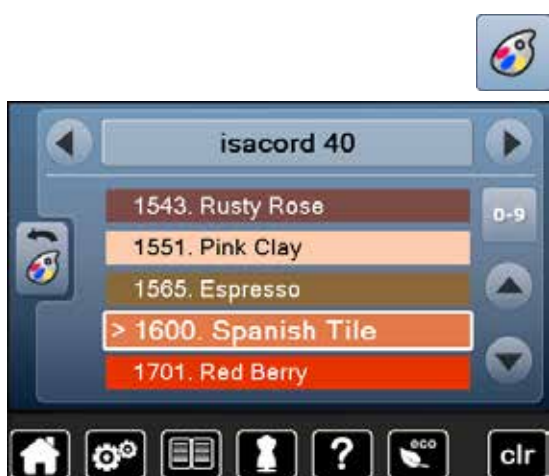 isacord 40
1543. Rusty Rose
0-9
1551. Pink Clay
1565. Espresso
> 1600. Spanish Tile
1701. Red Berry
?
eco
clr